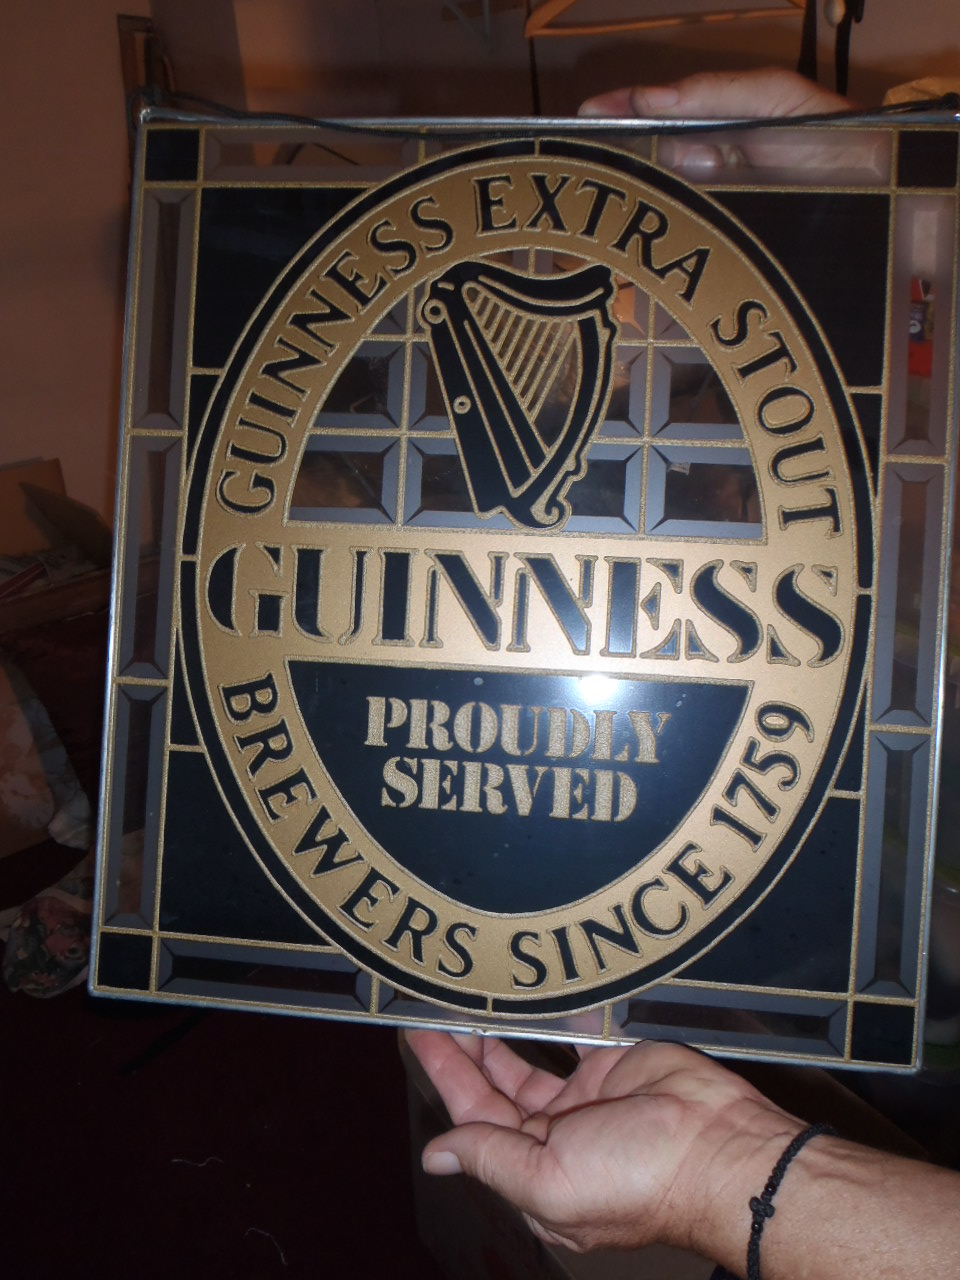 GUINNESS EXTRA STOUT
GUINNESS
PROUDLY
SERVED
BREWERS SINCE 1759